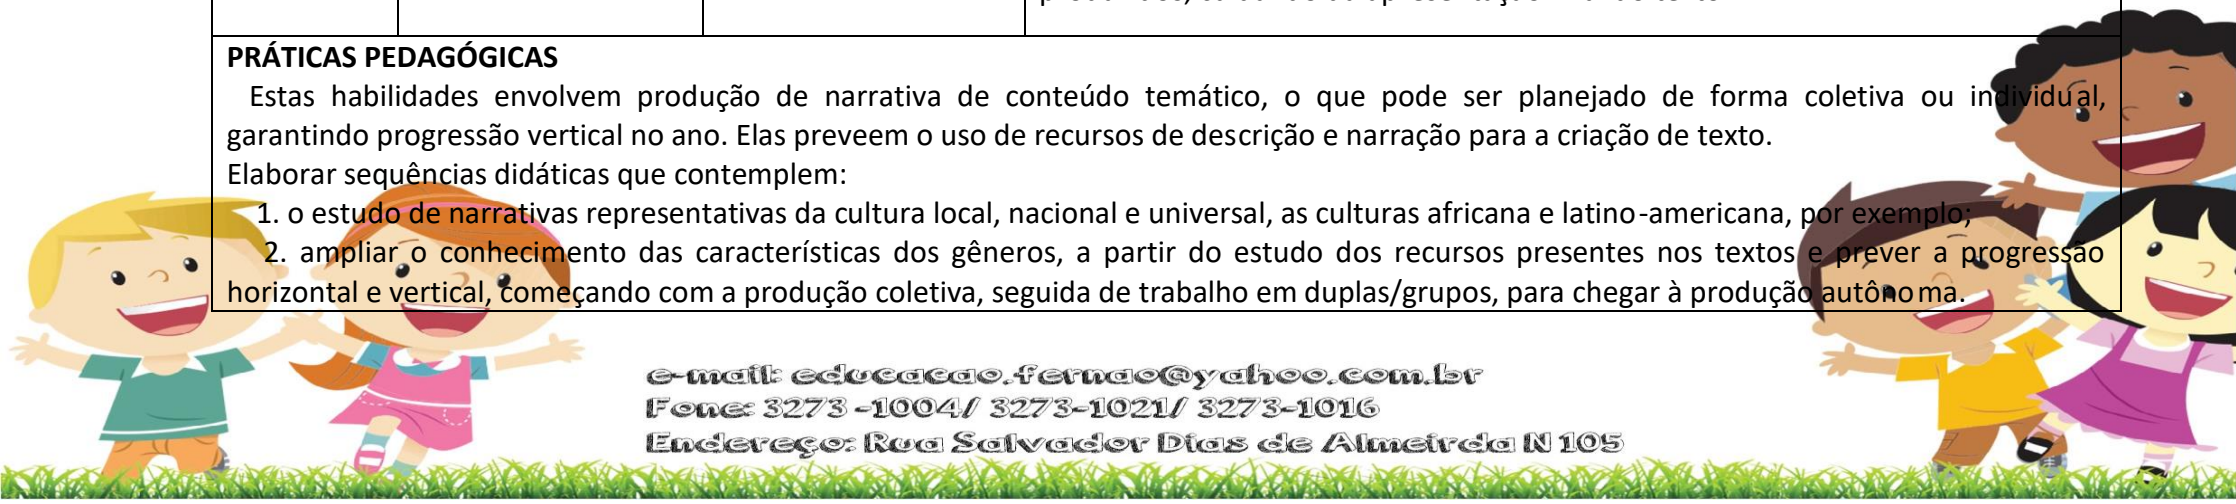 PRÁTICAS PEDAGÓGICAS
Estas habilidades envolvem produção de narrativa de conteúdo temático, o que pode ser planejado de forma coletiva ou individual,
garantindo progressão vertical no ano. Elas preveem o uso de recursos de descrição e narração para a criação de texto.
Elaborar sequências didáticas que contemplem:
1. o estudo de narrativas representativas da cultura local, nacional e universal, as culturas africana e latino-americana, por exemplo;
2. ampliar o conhecimento das características dos gêneros, a partir do estudo dos recursos presentes nos textos e prever a progressão
horizontal e vertical, começando com a produção coletiva, seguida de trabalho em duplas/grupos, para chegar à produção autônoma.
e-mail: educacao.fernao@yahoo.com.br
Fone: 3273 -1004/ 3273-1021/ 3273-1016
Endereço: Rua Salvador Dias de Almeirda N 105